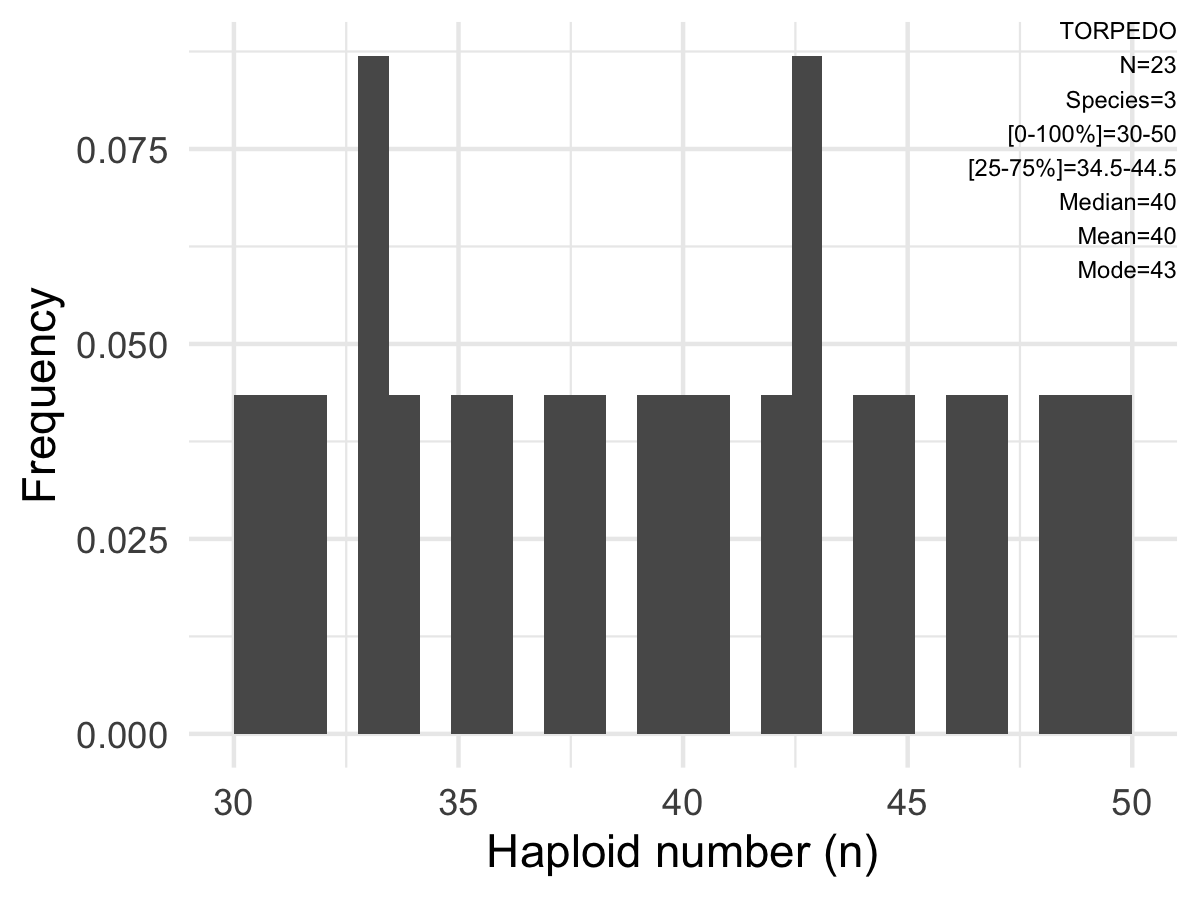 TORPEDO
N=23
Species=3
[0-100%]=30-50
[25-75%]=34.5-44.5
Median=40
Mean=40
Mode=43
0.075
0.050
0.025
0.000
Frequency
30 35 40 45 50
Haploid number (n)